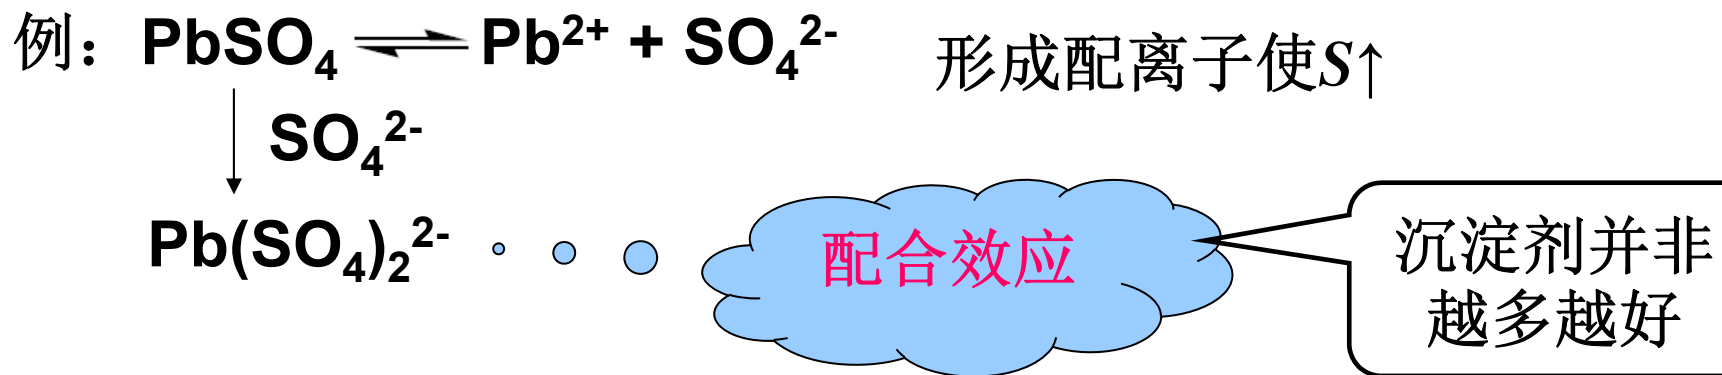 例：PbSO₄ ⇌ Pb²⁺ + SO₄²⁻ 形成配离子使S↑
↓ SO₄²⁻
Pb(SO₄)₂²⁻
配合效应
沉淀剂并非
越多越好